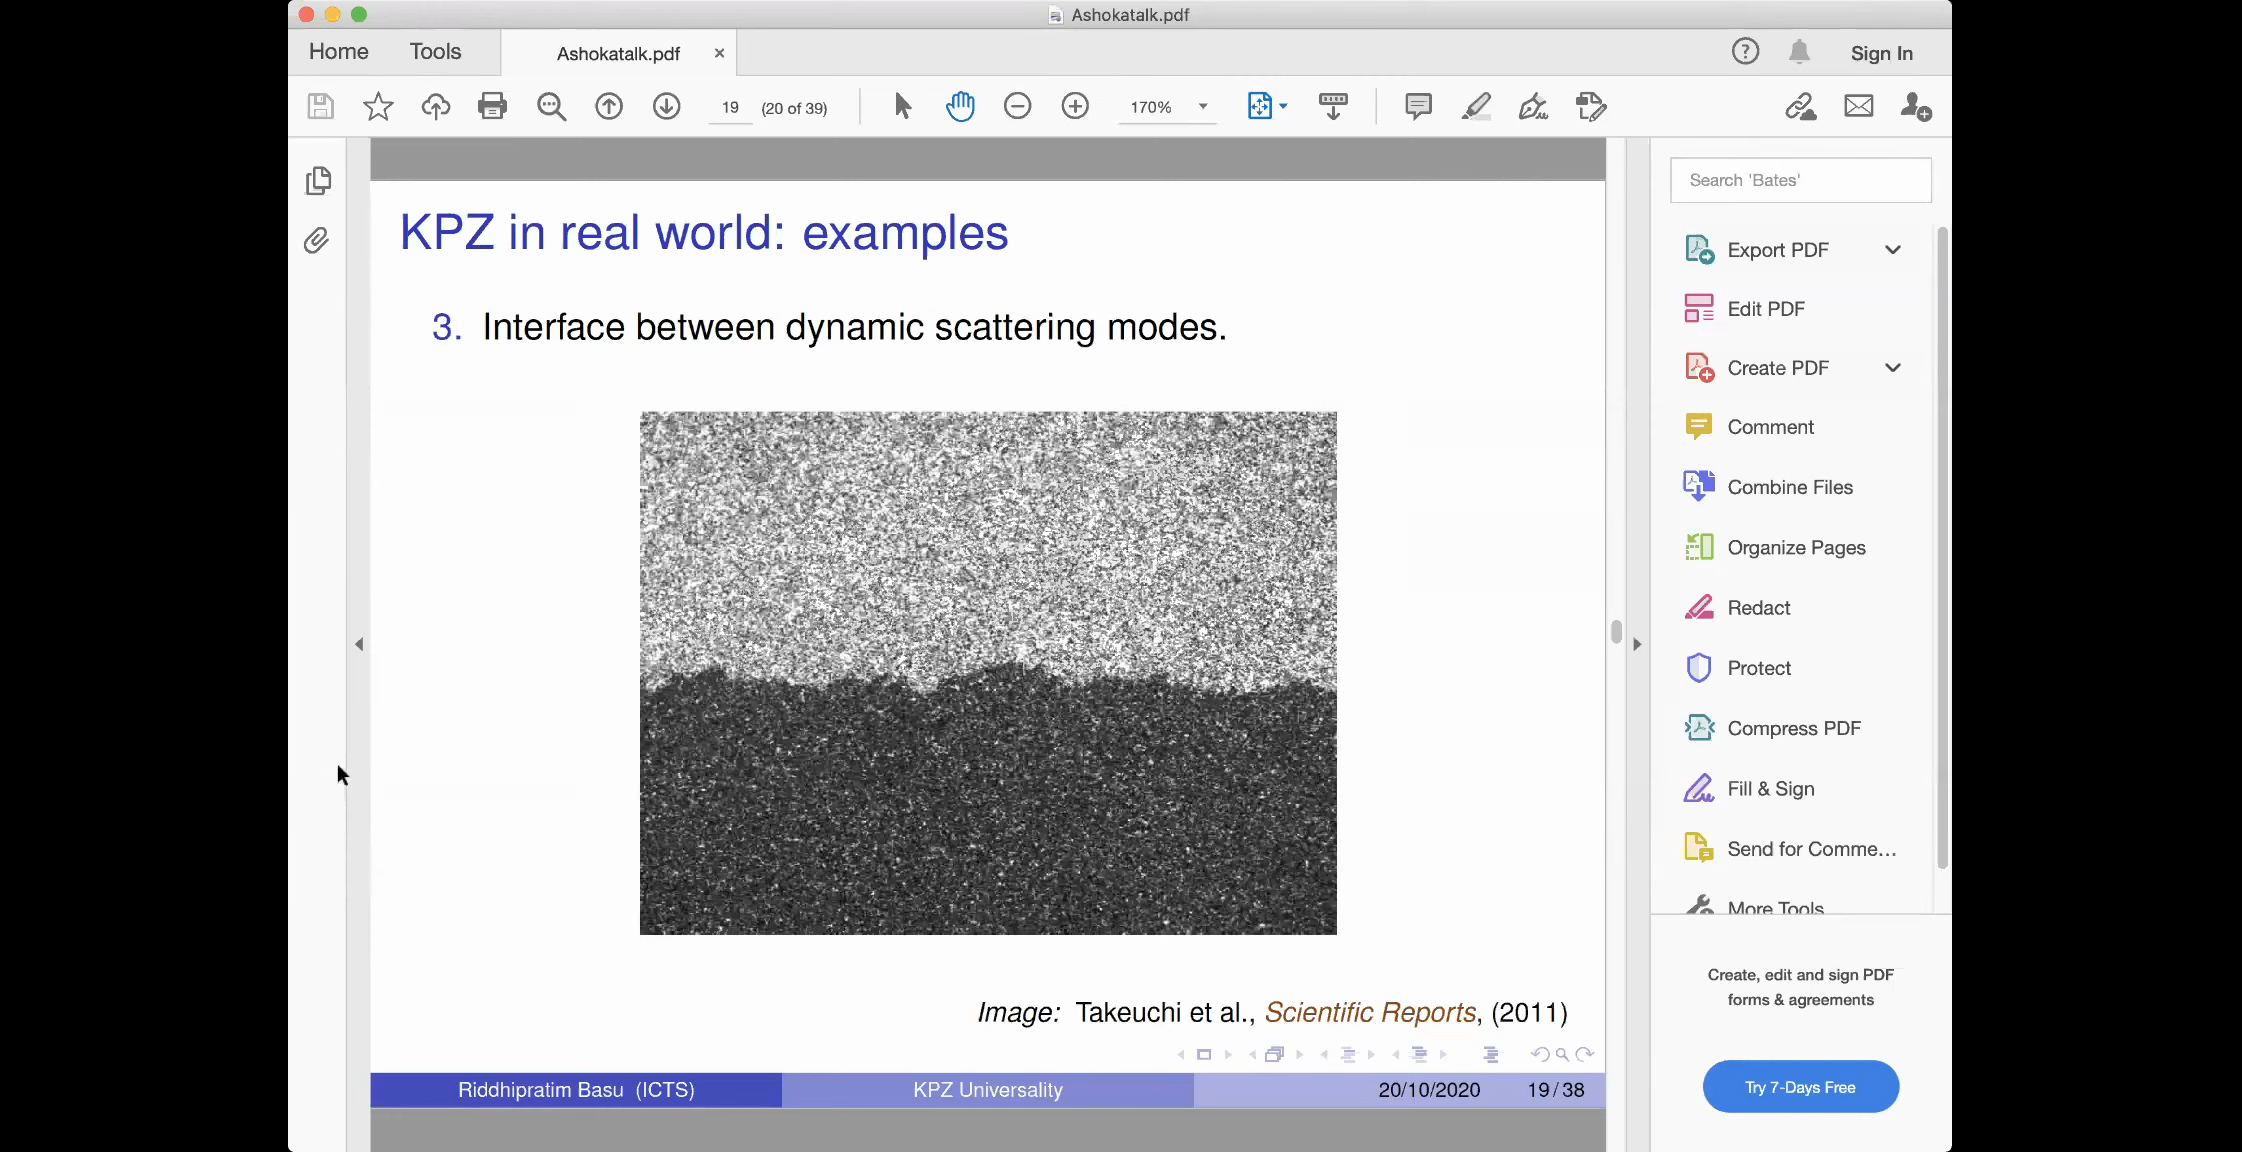 Ashokatalk.pdf
Home Tools Ashokatalk.pdf × Sign In
19 (20 of 39) 170%
Search 'Bates'
KPZ in real world: examples
3. Interface between dynamic scattering modes.
Export PDF
Edit PDF
Create PDF
Comment
Combine Files
Organize Pages
Redact
Protect
Compress PDF
Fill & Sign
Send for Comme...
More Tools
Create, edit and sign PDF
forms & agreements
Try 7-Days Free
Image: Takeuchi et al., Scientific Reports, (2011)
Riddhipratim Basu (ICTS) KPZ Universality 20/10/2020 19/38